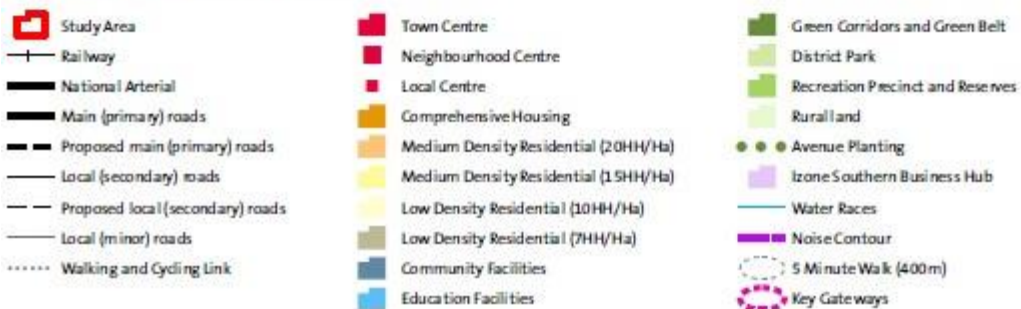 Study Area
Railway
National Arterial
Main (primary) roads
Proposed main (primary) roads
Local (secondary) roads
Proposed local (secondary) roads
Local (minor) roads
Walking and Cycling Link
Town Centre
Neighbourhood Centre
Local Centre
Comprehensive Housing
Medium Density Residential (20HH/Ha)
Medium Density Residential (15HH/Ha)
Low Density Residential (10HH/Ha)
Low Density Residential (7HH/Ha)
Community Facilities
Education Facilities
Green Corridors and Green Belt
District Park
Recreation Precinct and Reserves
Rural land
Avenue Planting
Izone Southern Business Hub
Water Races
Noise Contour
5 Minute Walk (400m)
Key Gateways